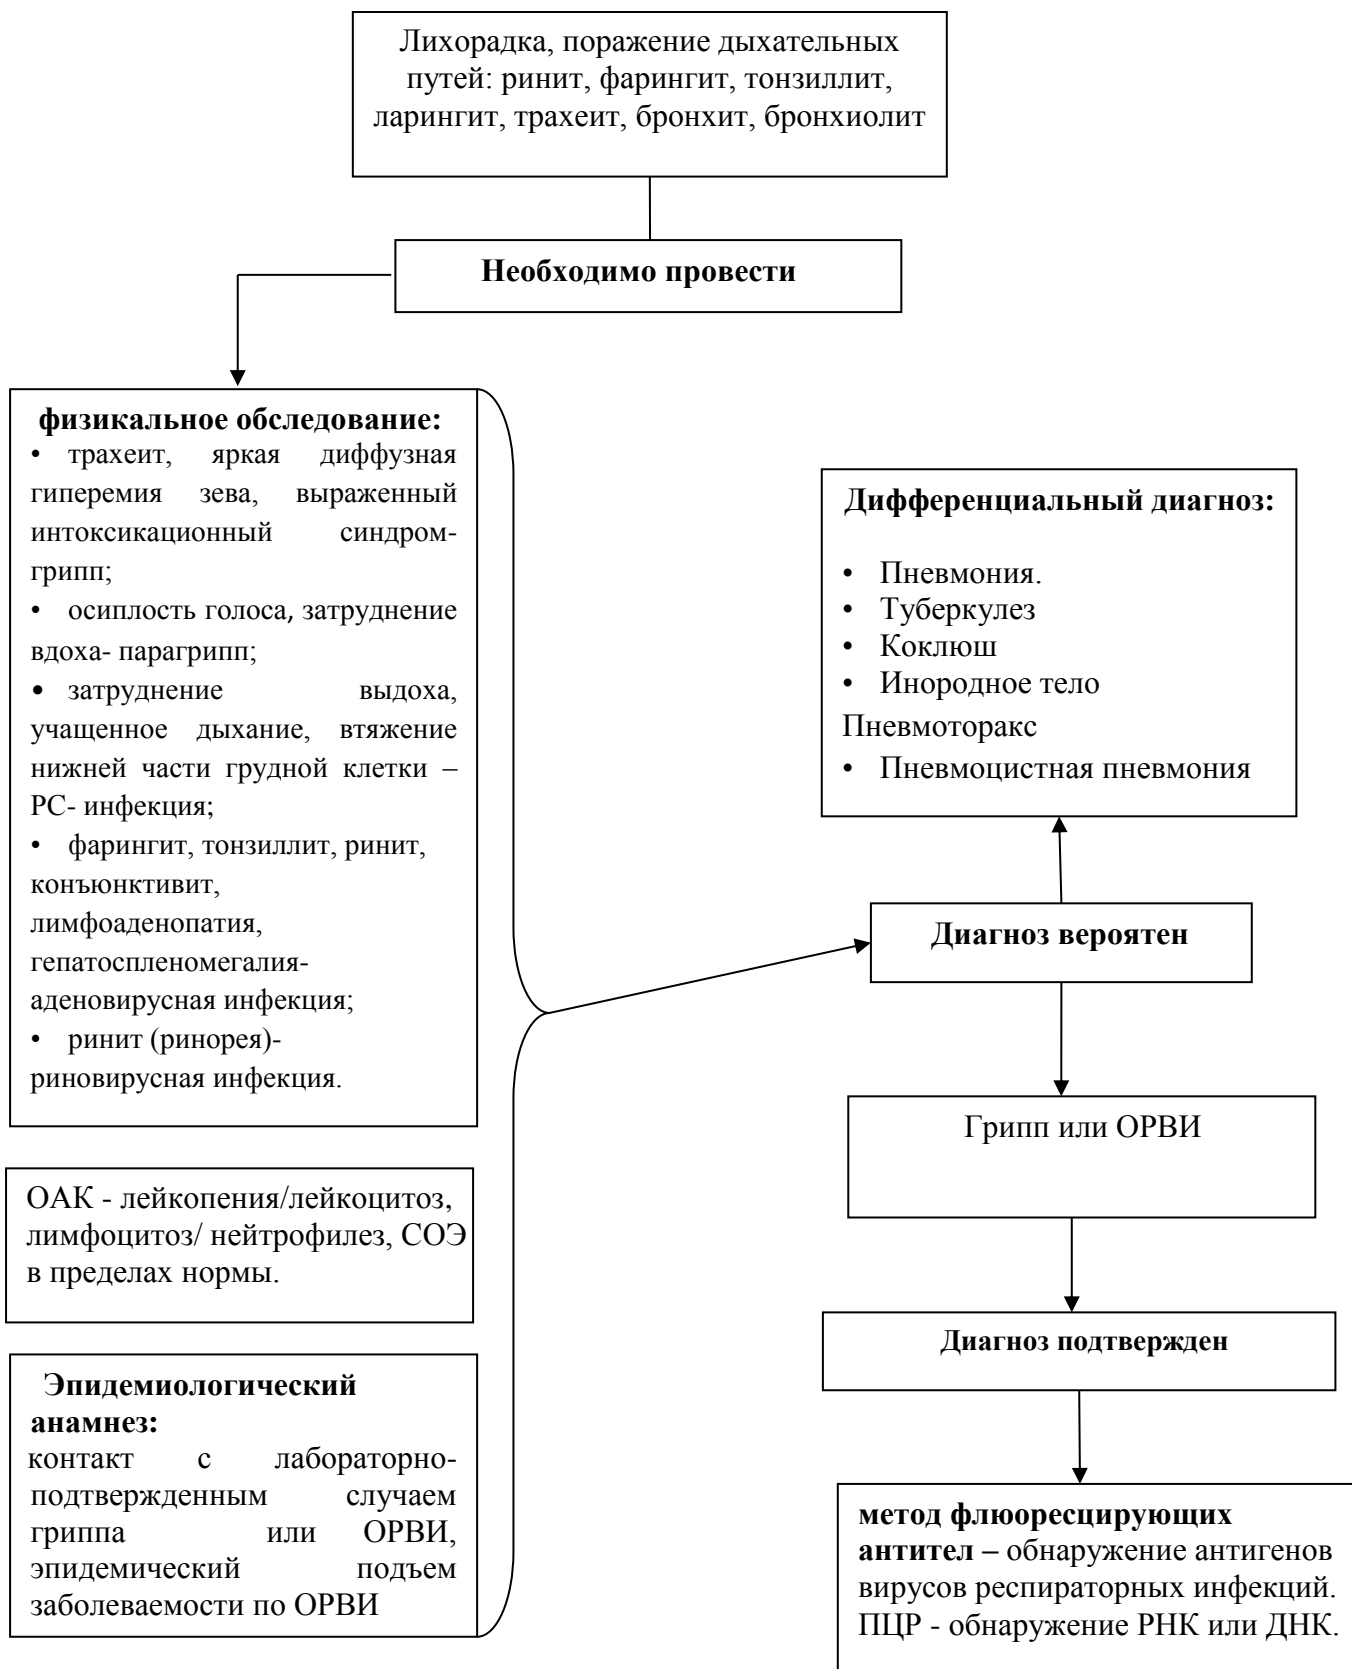 Лихорадка, поражение дыхательных
путей: ринит, фарингит, тонзиллит,
ларингит, трахеит, бронхит, бронхиолит
Необходимо провести
физикальное обследование:
• трахеит, яркая диффузная
гиперемия зева, выраженный
интоксикационный синдром-
грипп;
• осиплость голоса, затруднение
вдоха- парагрипп;
• затруднение выдоха,
учащенное дыхание, втяжение
нижней части грудной клетки –
РС- инфекция;
• фарингит, тонзиллит, ринит,
конъюнктивит,
лимфоаденопатия,
гепатоспленомегалия-
аденовирусная инфекция;
• ринит (ринорея)-
риновирусная инфекция.
ОАК - лейкопения/лейкоцитоз,
лимфоцитоз/ нейтрофилез, СОЭ
в пределах нормы.
Эпидемиологический
анамнез:
контакт с лабораторно-
подтвержденным случаем
гриппа или ОРВИ,
эпидемический подъем
заболеваемости по ОРВИ
Дифференциальный диагноз:
• Пневмония.
• Туберкулез
• Коклюш
• Инородное тело
Пневмоторакс
• Пневмоцистная пневмония
Диагноз вероятен
Грипп или ОРВИ
Диагноз подтвержден
метод флюоресцирующих
антител – обнаружение антигенов
вирусов респираторных инфекций.
ПЦР - обнаружение РНК или ДНК.